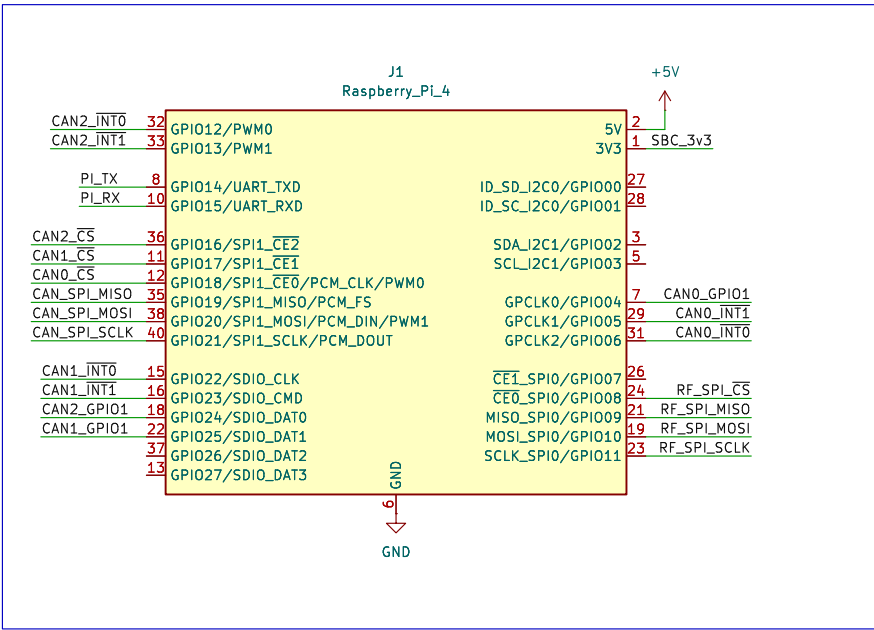 J1
Raspberry_Pi_4
+5V
CAN2_INT0 32 GPIO12/PWM0 5V 2
CAN2_INT1 33 GPIO13/PWM1 3V3 1 SBC_3v3
PI_TX 8 GPIO14/UART_TXD ID_SD_I2C0/GPIO00 27
PI_RX 10 GPIO15/UART_RXD ID_SC_I2C0/GPIO01 28
CAN2_CS 36 GPIO16/SPI1_CE2 SDA_I2C1/GPIO02 3
CAN1_CS 11 GPIO17/SPI1_CE1 SCL_I2C1/GPIO03 5
CAN0_CS 12 GPIO18/SPI1_CE0/PCM_CLK/PWM0
CAN_SPI_MISO 35 GPIO19/SPI1_MISO/PCM_FS GPCLK0/GPIO04 7 CAN0_GPIO1
CAN_SPI_MOSI 38 GPIO20/SPI1_MOSI/PCM_DIN/PWM1 GPCLK1/GPIO05 29 CAN0_INT1
CAN_SPI_SCLK 40 GPIO21/SPI1_SCLK/PCM_DOUT GPCLK2/GPIO06 31 CAN0_INT0
CAN1_INT0 15 GPIO22/SDIO_CLK CE1_SPI0/GPIO07 26
CAN1_INT1 16 GPIO23/SDIO_CMD CE0_SPI0/GPIO08 24 RF_SPI_CS
CAN2_GPIO1 18 GPIO24/SDIO_DAT0 MISO_SPI0/GPIO09 21 RF_SPI_MISO
CAN1_GPIO1 22 GPIO25/SDIO_DAT1 MOSI_SPI0/GPIO10 19 RF_SPI_MOSI
37 GPIO26/SDIO_DAT2 SCLK_SPI0/GPIO11 23 RF_SPI_SCLK
13 GPIO27/SDIO_DAT3
GND
6
GND